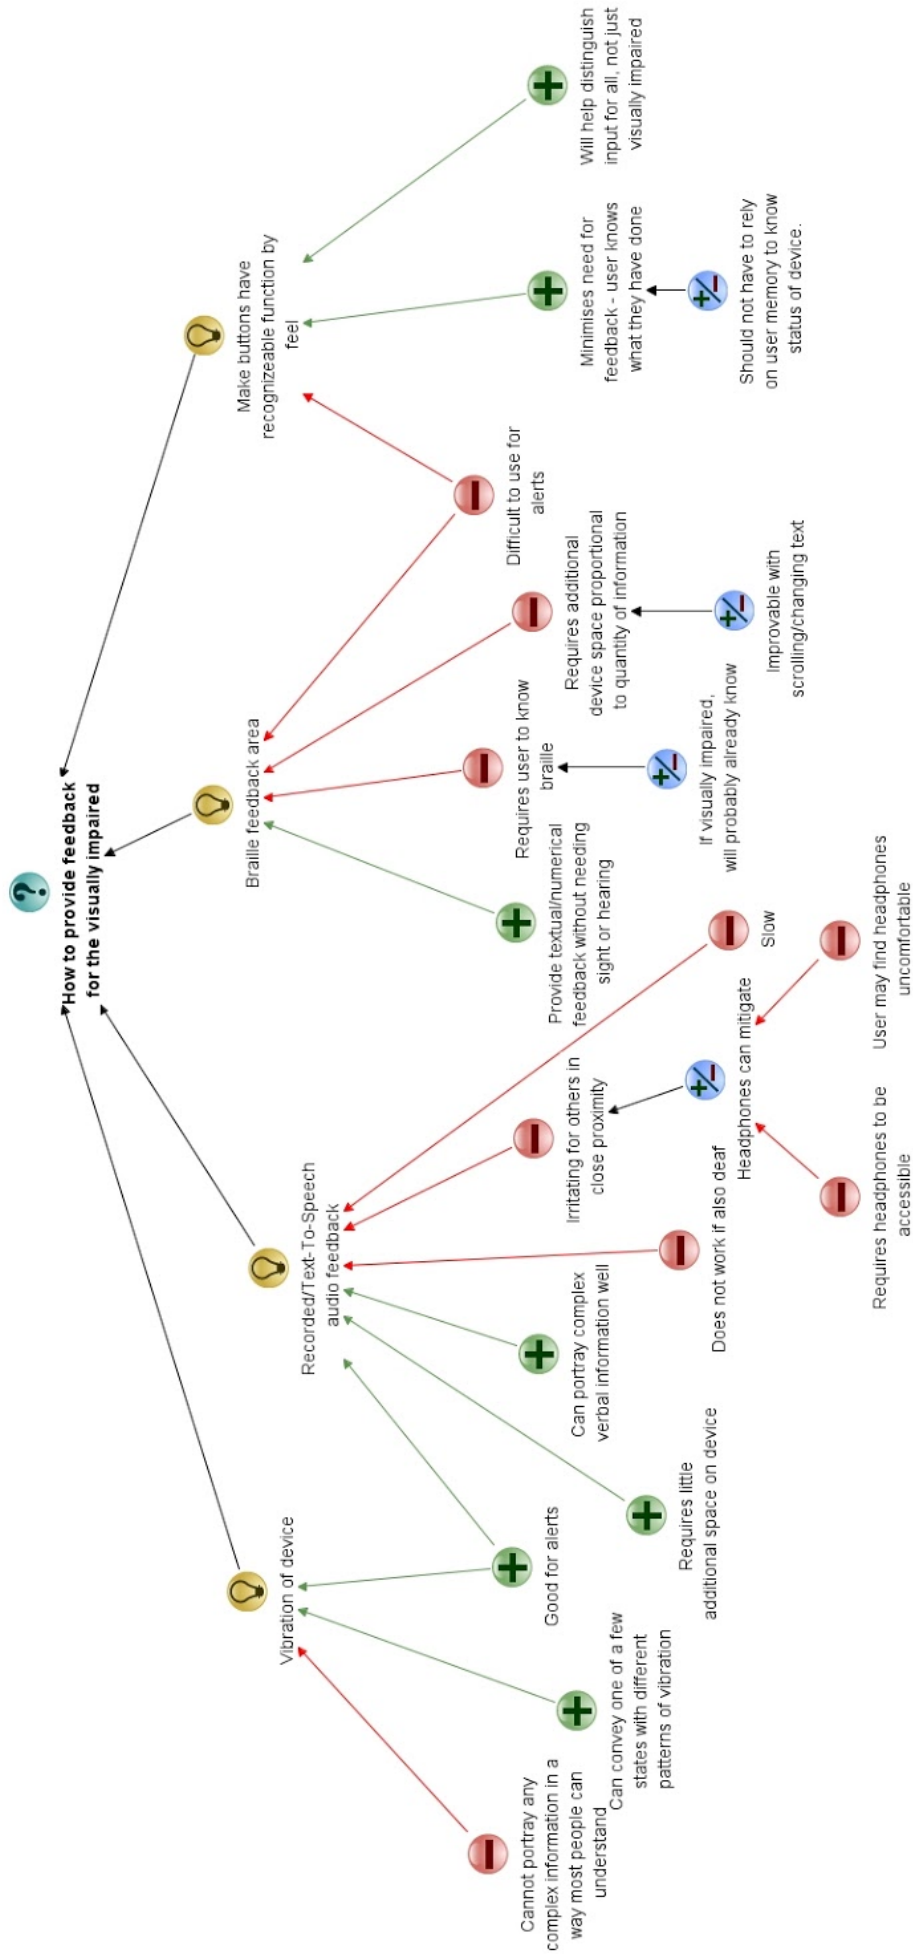 How to provide feedback
for the visually impaired
Vibration of device
Recorded/Text-To-Speech
audio feedback
Braille feedback area
Make buttons have
recognizeable function by
feel
Cannot portray any
complex information in a
way most people can
understand
Can convey one of a few
states with different
patterns of vibration
Good for alerts
Requires little
additional space on device
Can portray complex
verbal information well
Does not work if also deaf
Irritating for others in
close proximity
Slow
Headphones can mitigate
Requires headphones to be
accessible
User may find headphones
uncomfortable
Provide textual/numerical
feedback without needing
sight or hearing
Requires user to know
braille
If visually impaired,
will probably already know
Requires additional
device space proportional
to quantity of information
Improvable with
scrolling/changing text
Difficult to use for
alerts
Minimises need for
feedback - user knows
what they have done
Should not have to rely
on user memory to know
status of device.
Will help distinguish
input for all, not just
visually impaired